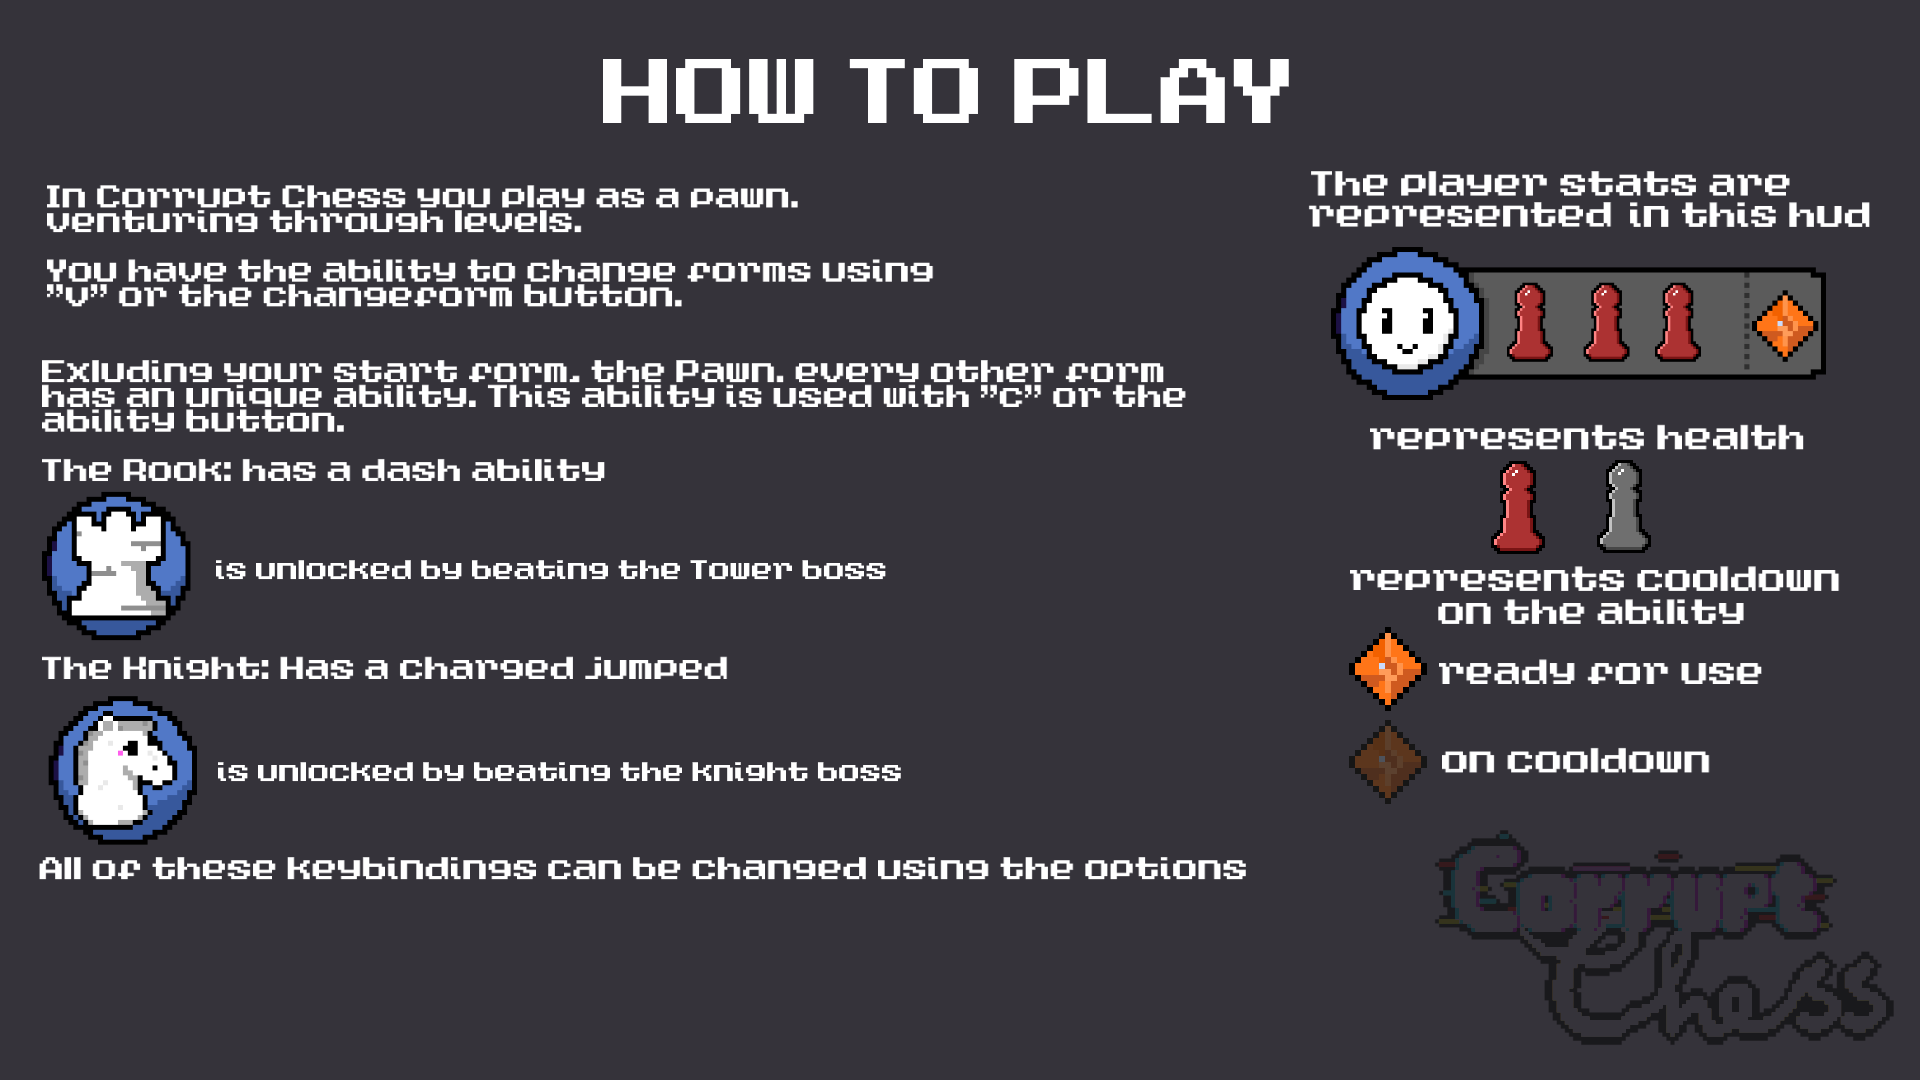 HOW TO PLAY
In Corrupt Chess you play as a pawn.
venturing through levels.
You have the ability to change forms using
"V" or the changeform button.
Exluding your start form, the Pawn, every other form
has an unique ability. This ability is used with "c" or the
ability button.
The Rook: has a dash ability
is unlocked by beating the Tower boss
The Knight: Has a charged jumped
is unlocked by beating the knight boss
All of these keybindings can be changed using the options
The player stats are
represented in this hud
represents health
represents cooldown
on the ability
ready for use
on cooldown
Corrupt
Chess